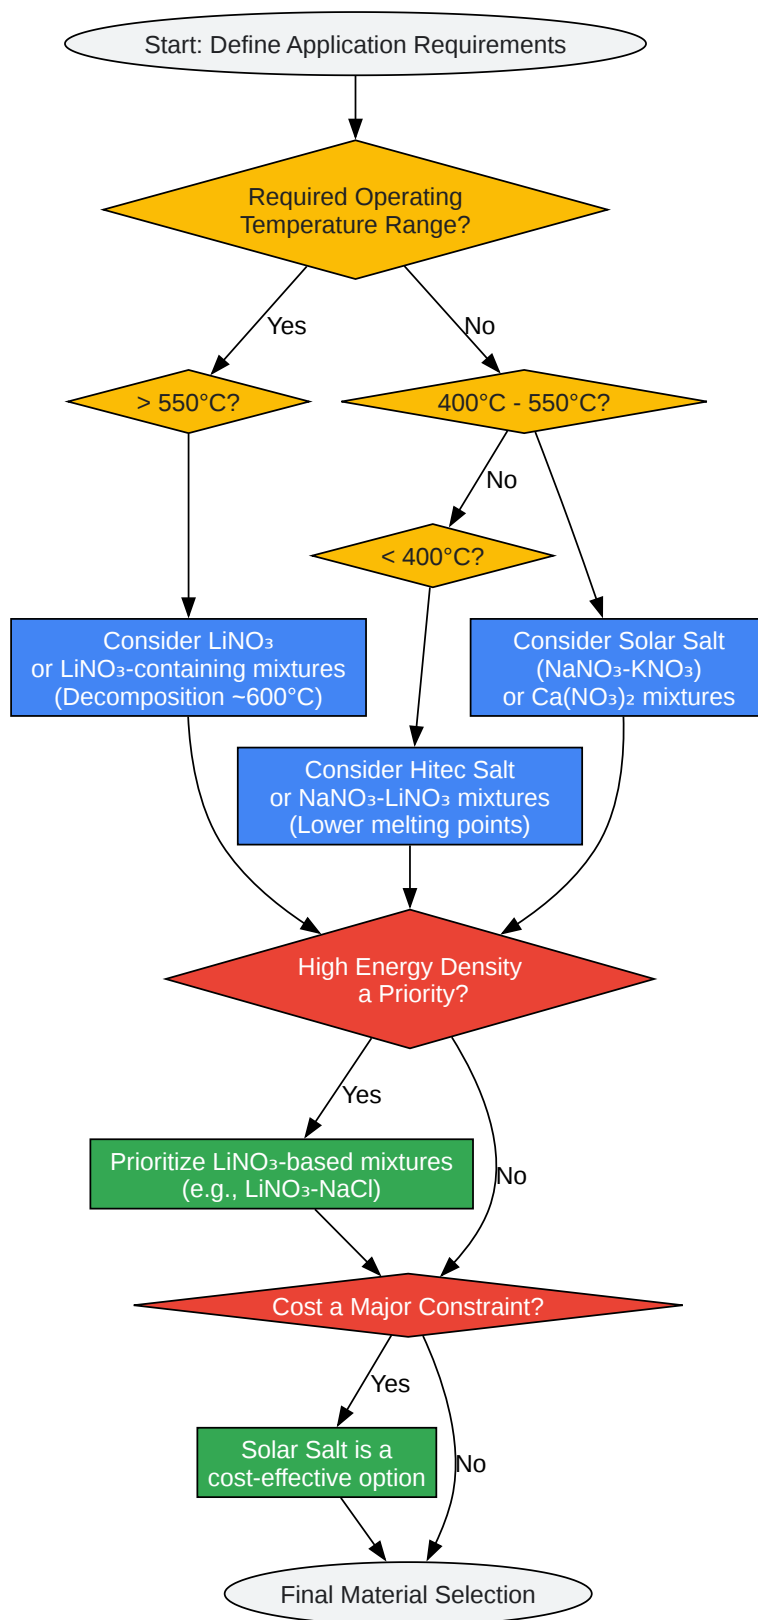 Start: Define Application Requirements
Required Operating
Temperature Range?
Yes
No
> 550°C?
400°C - 550°C?
No
< 400°C?
Consider LiNO₃
or LiNO₃-containing mixtures
(Decomposition ~600°C)
Consider Solar Salt
(NaNO₃-KNO₃)
or Ca(NO₃)₂ mixtures
Consider Hitec Salt
or NaNO₃-LiNO₃ mixtures
(Lower melting points)
High Energy Density
a Priority?
Yes
Prioritize LiNO₃-based mixtures
(e.g., LiNO₃-NaCl)
No
Cost a Major Constraint?
Yes
Solar Salt is a
cost-effective option
No
Final Material Selection